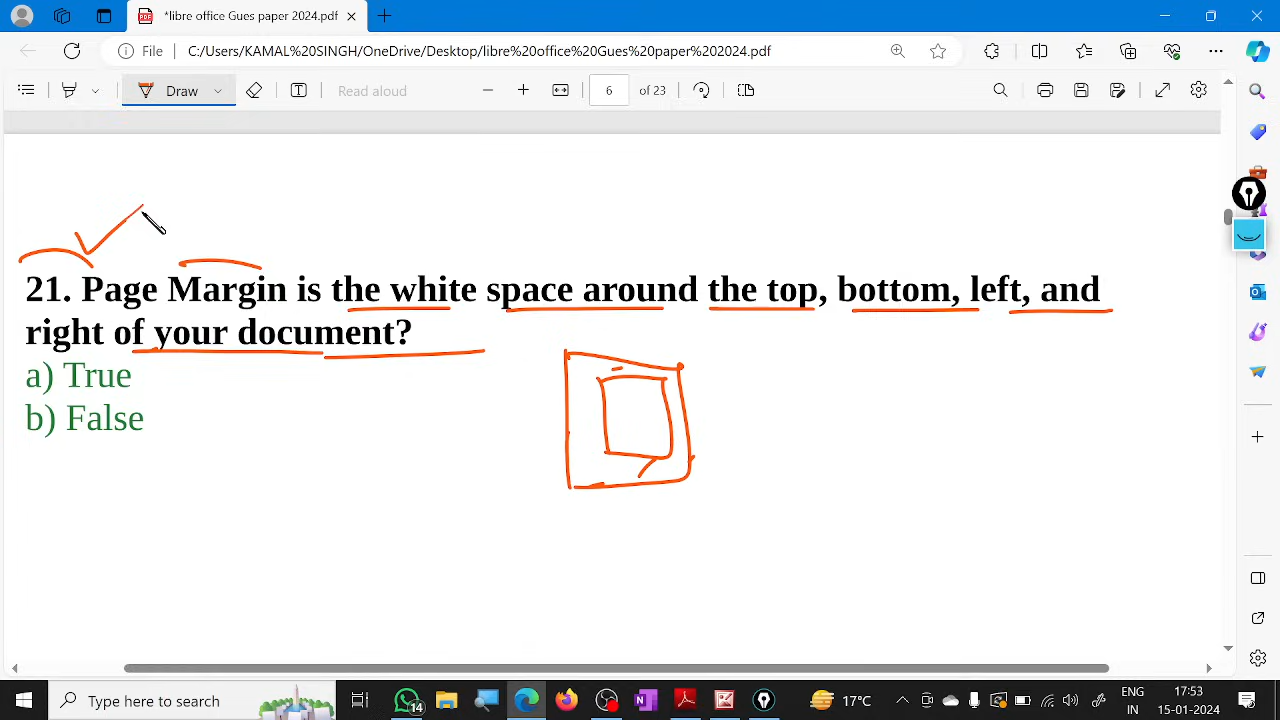 *libre office Gues paper 2024.pdf
File
C:/Users/KAMAL%20SINGH/OneDrive/Desktop/libre%20office%20Gues%20paper%202024.pdf
Draw
Read aloud
6
of 23
21. Page Margin is the white space around the top, bottom, left, and
right of your document?
a) True
b) False
Type here to search
14
17°C
ENG
IN
17:53
15-01-2024